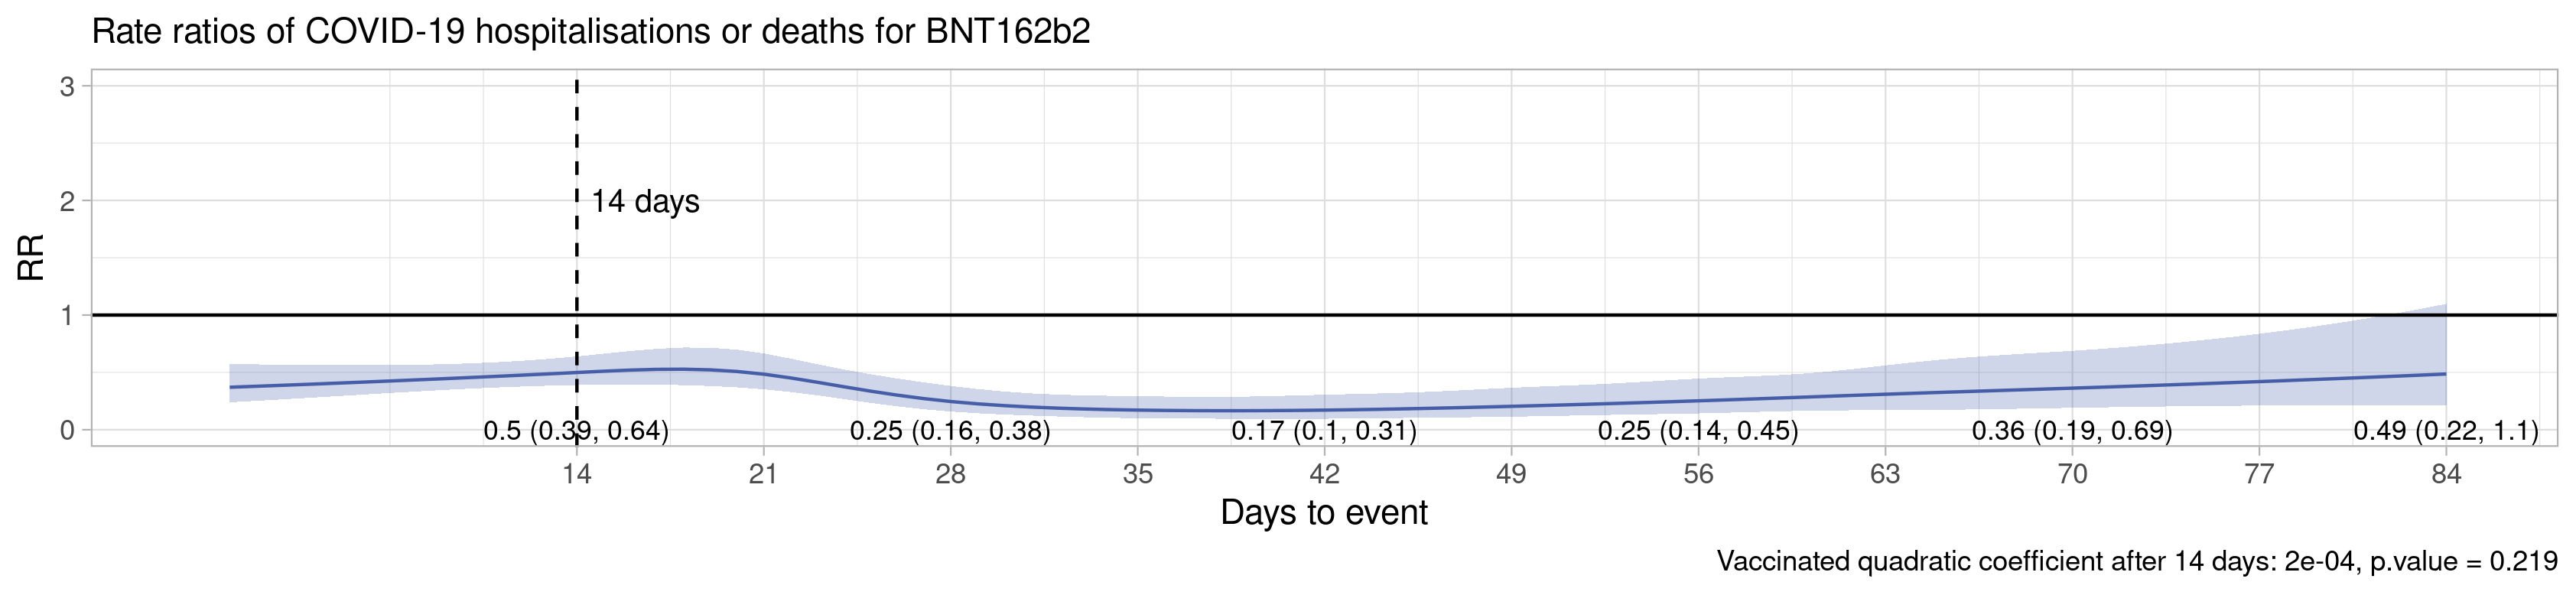 Rate ratios of COVID-19 hospitalisations or deaths for BNT162b2
3
2
1
0
RR
14 days
0.5 (0.39, 0.64)
0.25 (0.16, 0.38)
0.17 (0.1, 0.31)
0.25 (0.14, 0.45)
0.36 (0.19, 0.69)
0.49 (0.22, 1.1)
14 21 28 35 42 49 56 63 70 77 84
Days to event
Vaccinated quadratic coefficient after 14 days: 2e-04, p.value = 0.219